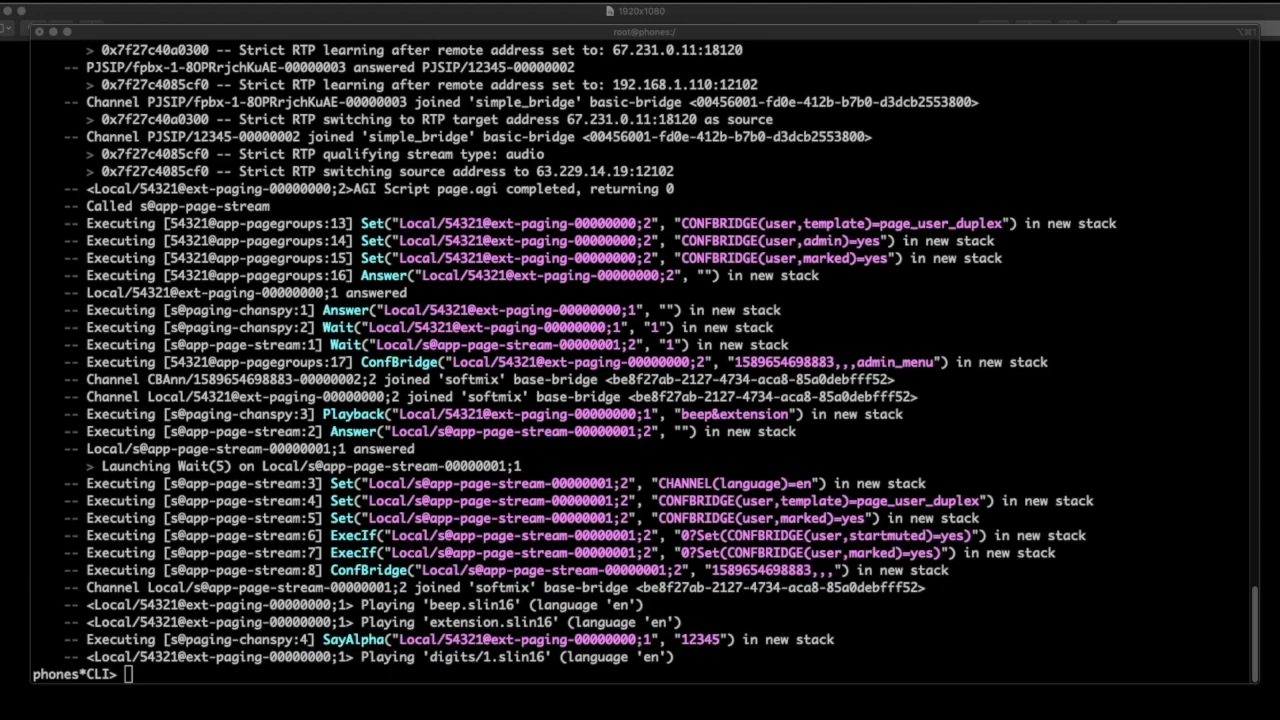 1920x1080
root@phones:/
> 0x7f27c40a0300 -- Strict RTP learning after remote address set to: 67.231.0.11:18120
-- PJSIP/fpbx-1-8OPRrjchKuAE-00000003 answered PJSIP/12345-00000002
> 0x7f27c4085cf0 -- Strict RTP learning after remote address set to: 192.168.1.110:12102
-- Channel PJSIP/fpbx-1-8OPRrjchKuAE-00000003 joined 'simple_bridge' basic-bridge <00456001-fd0e-412b-b7b0-d3dcb2553800>
> 0x7f27c40a0300 -- Strict RTP switching to RTP target address 67.231.0.11:18120 as source
-- Channel PJSIP/12345-00000002 joined 'simple_bridge' basic-bridge <00456001-fd0e-412b-b7b0-d3dcb2553800>
> 0x7f27c4085cf0 -- Strict RTP qualifying stream type: audio
> 0x7f27c4085cf0 -- Strict RTP switching source address to 63.229.14.19:12102
-- <Local/54321@ext-paging-00000000;2>AGI Script page.agi completed, returning 0
-- Called s@app-page-stream
-- Executing [54321@app-pagegroups:13] Set("Local/54321@ext-paging-00000000;2", "CONFBRIDGE(user,template)=page_user_duplex") in new stack
-- Executing [54321@app-pagegroups:14] Set("Local/54321@ext-paging-00000000;2", "CONFBRIDGE(user,admin)=yes") in new stack
-- Executing [54321@app-pagegroups:15] Set("Local/54321@ext-paging-00000000;2", "CONFBRIDGE(user,marked)=yes") in new stack
-- Executing [54321@app-pagegroups:16] Answer("Local/54321@ext-paging-00000000;2", "") in new stack
-- Local/54321@ext-paging-00000000;1 answered
-- Executing [s@paging-chanspy:1] Answer("Local/54321@ext-paging-00000000;1", "") in new stack
-- Executing [s@paging-chanspy:2] Wait("Local/54321@ext-paging-00000000;1", "1") in new stack
-- Executing [s@app-page-stream:1] Wait("Local/s@app-page-stream-00000001;2", "1") in new stack
-- Executing [54321@app-pagegroups:17] ConfBridge("Local/54321@ext-paging-00000000;2", "1589654698883,,,admin_menu") in new stack
-- Channel CBAnn/1589654698883-00000002;2 joined 'softmix' base-bridge <be8f27ab-2127-4734-aca8-85a0debfff52>
-- Channel Local/54321@ext-paging-00000000;2 joined 'softmix' base-bridge <be8f27ab-2127-4734-aca8-85a0debfff52>
-- Executing [s@paging-chanspy:3] Playback("Local/54321@ext-paging-00000000;1", "beep&extension") in new stack
-- Executing [s@app-page-stream:2] Answer("Local/s@app-page-stream-00000001;2", "") in new stack
-- Local/s@app-page-stream-00000001;1 answered
> Launching Wait(5) on Local/s@app-page-stream-00000001;1
-- Executing [s@app-page-stream:3] Set("Local/s@app-page-stream-00000001;2", "CHANNEL(language)=en") in new stack
-- Executing [s@app-page-stream:4] Set("Local/s@app-page-stream-00000001;2", "CONFBRIDGE(user,template)=page_user_duplex") in new stack
-- Executing [s@app-page-stream:5] Set("Local/s@app-page-stream-00000001;2", "CONFBRIDGE(user,marked)=yes") in new stack
-- Executing [s@app-page-stream:6] ExecIf("Local/s@app-page-stream-00000001;2", "0?Set(CONFBRIDGE(user,startmuted)=yes)") in new stack
-- Executing [s@app-page-stream:7] ExecIf("Local/s@app-page-stream-00000001;2", "0?Set(CONFBRIDGE(user,marked)=yes)") in new stack
-- Executing [s@app-page-stream:8] ConfBridge("Local/s@app-page-stream-00000001;2", "1589654698883,,,") in new stack
-- Channel Local/s@app-page-stream-00000001;2 joined 'softmix' base-bridge <be8f27ab-2127-4734-aca8-85a0debfff52>
-- <Local/54321@ext-paging-00000000;1> Playing 'beep.slin16' (language 'en')
-- <Local/54321@ext-paging-00000000;1> Playing 'extension.slin16' (language 'en')
-- Executing [s@paging-chanspy:4] SayAlpha("Local/54321@ext-paging-00000000;1", "12345") in new stack
-- <Local/54321@ext-paging-00000000;1> Playing 'digits/1.slin16' (language 'en')
phones*CLI>